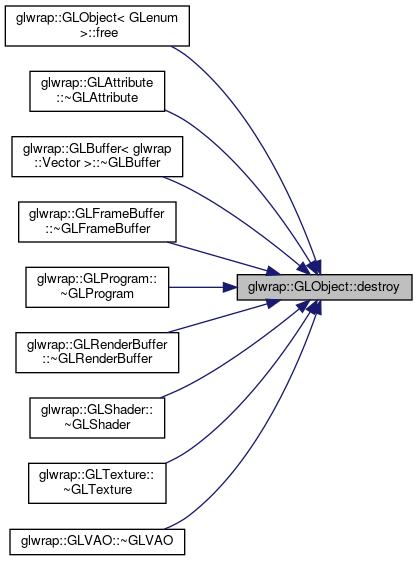 glwrap::GLObject< GLenum
>::free
glwrap::GLAttribute
::~GLAttribute
glwrap::GLBuffer< glwrap
::Vector >::~GLBuffer
glwrap::GLFrameBuffer
::~GLFrameBuffer
glwrap::GLProgram::
~GLProgram
glwrap::GLObject::destroy
glwrap::GLRenderBuffer
::~GLRenderBuffer
glwrap::GLShader::
~GLShader
glwrap::GLTexture::
~GLTexture
glwrap::GLVAO::~GLVAO